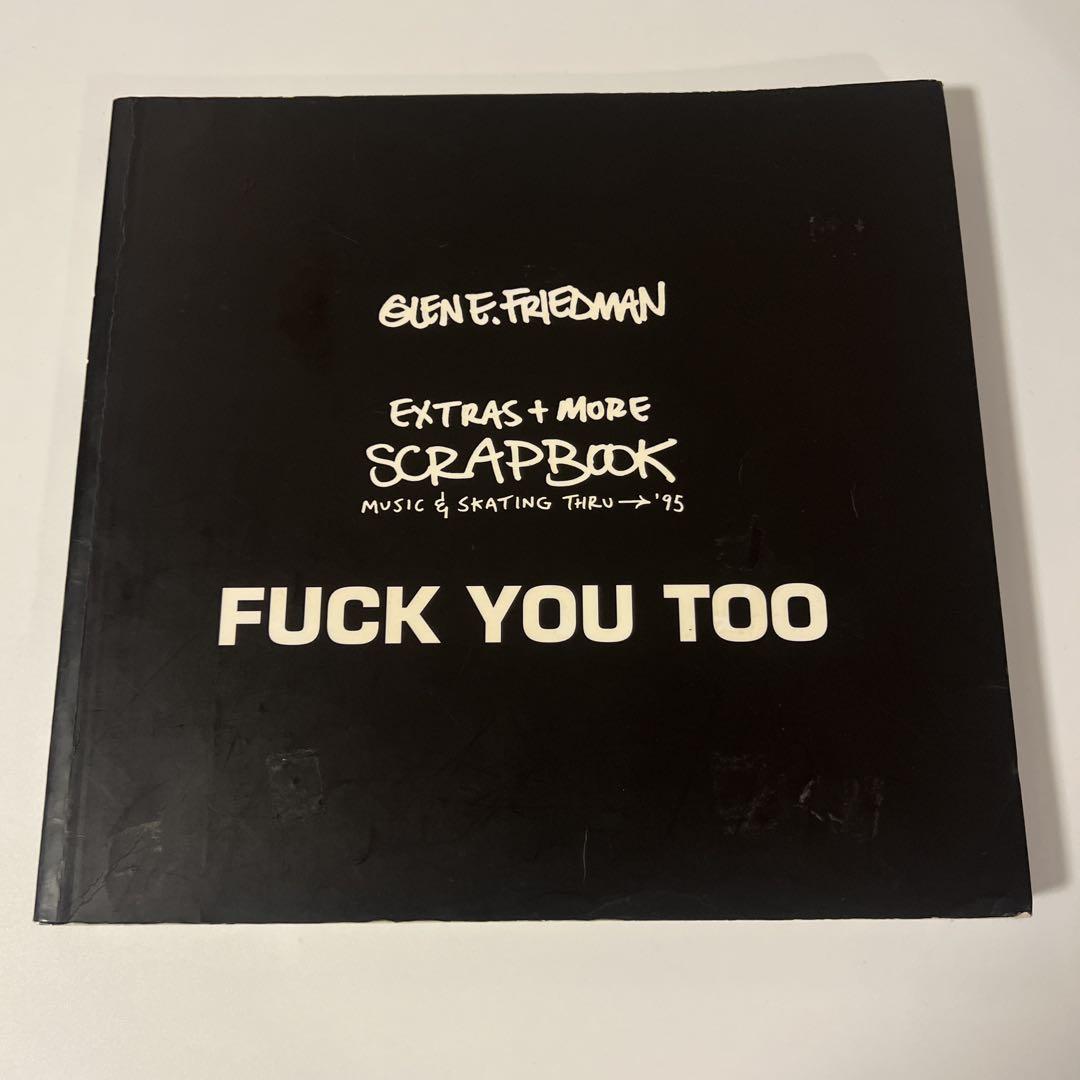 GLEN E. FRIEDMAN
EXTRAS + MORE
SCRAPBOOK
MUSIC & SKATING THRU → '95
FUCK YOU TOO